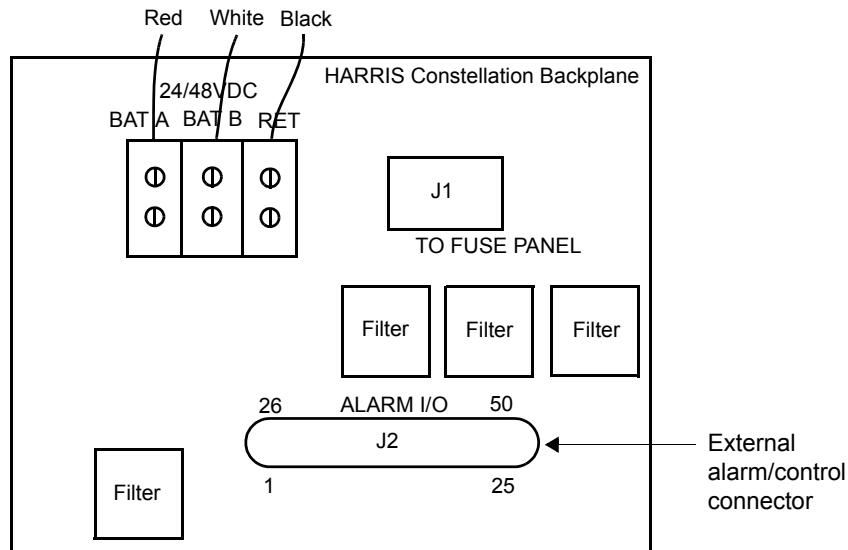 Red White Black
HARRIS Constellation Backplane
24/48VDC
BAT A BAT B RET
J1
TO FUSE PANEL
Filter Filter Filter
26 ALARM I/O 50
J2
1 25
External
alarm/control
connector
Filter